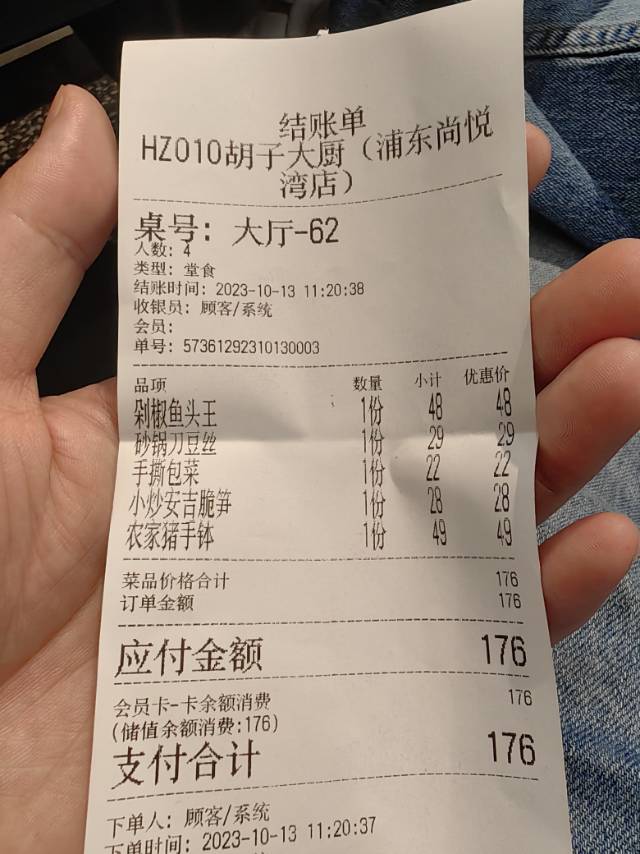 结账单
HZ010胡子大厨（浦东尚悦
湾店）
桌号：大厅-62
人数：4
类型：堂食
结账时间：2023-10-13 11:20:38
收银员：顾客/系统
会员：
单号：57361292310130003
品项 数量 小计 优惠价
剁椒鱼头王 1份 48 48
砂锅刀豆丝 1份 29 29
手撕包菜 1份 22 22
小炒安吉脆笋 1份 28 28
农家猪手钵 1份 49 49
菜品价格合计 176
订单金额 176
应付金额 176
会员卡-卡余额消费 176
(储值余额消费:176)
支付合计 176
下单人：顾客/系统
下单时间：2023-10-13 11:20:37